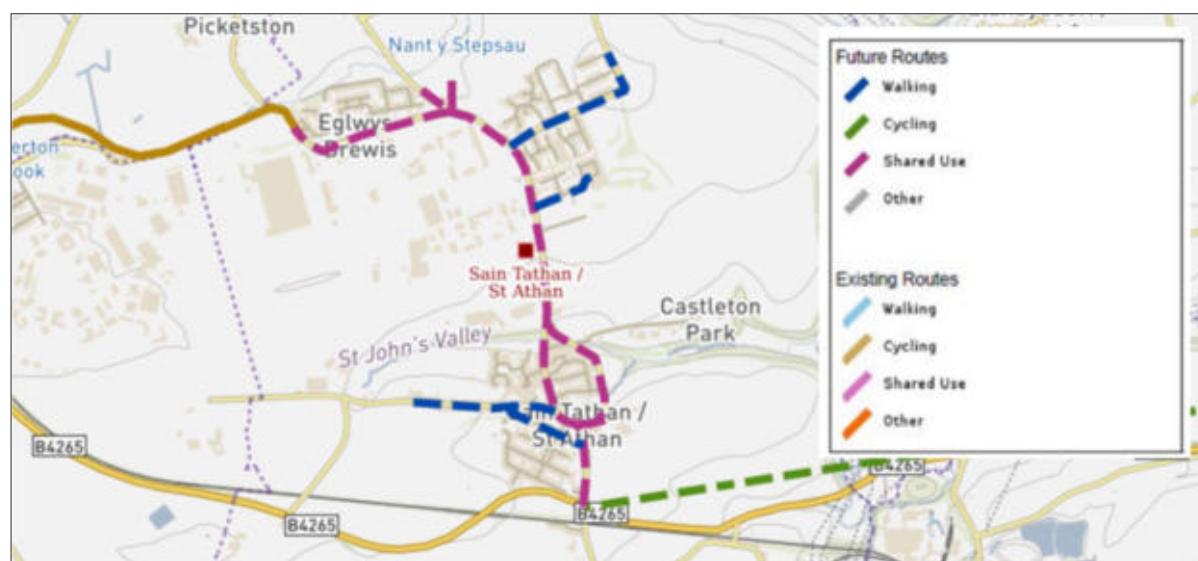 Picketston
Nant y Stepsau
Eglwys
Brewis
erton
ook
Sain Tathan /
St Athan
Castleton
Park
St John's Valley
in Tathan /
St Athan
B4265
B4265
B4265
B4265
Future Routes
Walking
Cycling
Shared Use
Other
Existing Routes
Walking
Cycling
Shared Use
Other